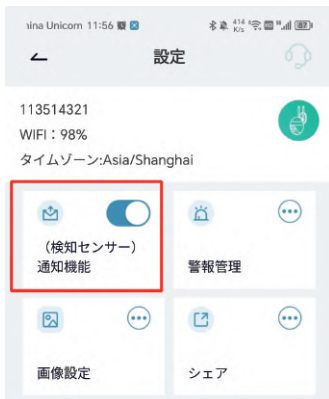 ina Unicom 11:56
414 K/s 87
設定
113514321
WIFI：98%
タイムゾーン:Asia/Shanghai
（検知センサー）
通知機能
警報管理
画像設定
シェア